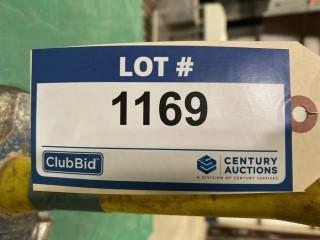 LOT #
1169
ClubBid
CENTURY
AUCTIONS
A DIVISION OF CENTURY SERVICES